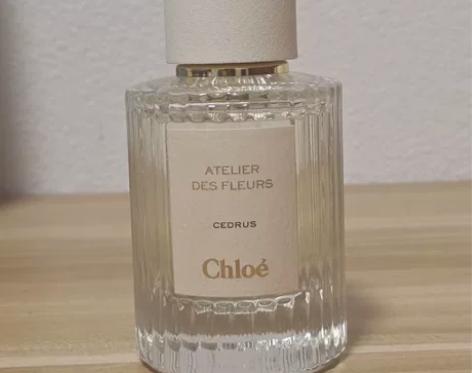 ATELIER
DES FLEURS
CEDRUS
Chloé